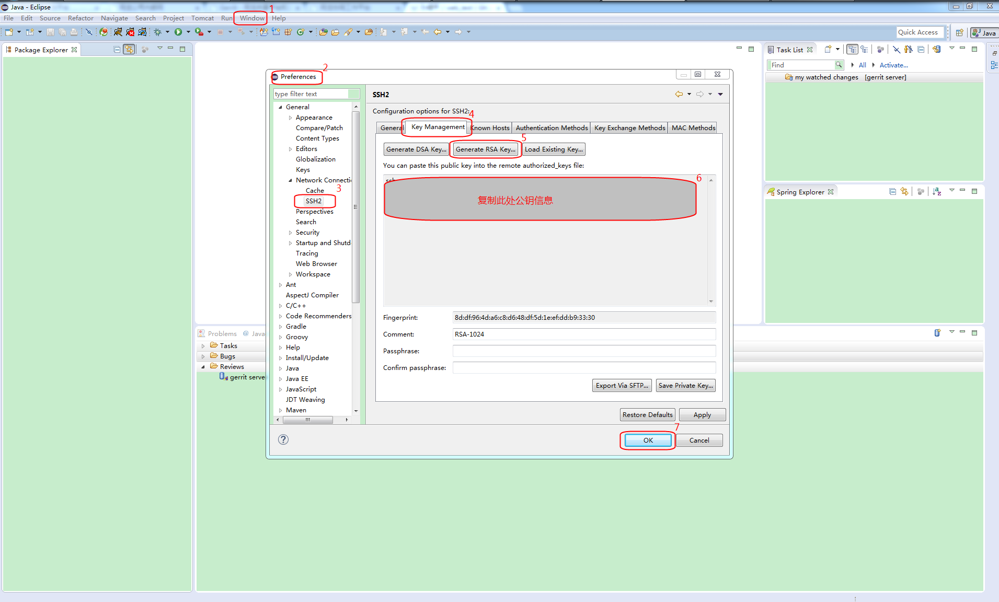 Java - Eclipse
File Edit Source Refactor Navigate Search Project Tomcat Run Window Help
1
Quick Access
Java
Package Explorer
Task List
Find
All
Activate...
my watched changes [gerrit server]
Spring Explorer
Problems @ Java
Tasks
Bugs
Reviews
gerrit serve
Preferences
2
type filter text
General
Appearance
Compare/Patch
Content Types
Editors
Globalization
Keys
Network Connecti
Cache
3
SSH2
Perspectives
Search
Security
Startup and Shutd
Tracing
Web Browser
Workspace
Ant
AspectJ Compiler
C/C++
Code Recommenders
Gradle
Groovy
Help
Install/Update
Java
Java EE
JavaScript
JDT Weaving
Maven
SSH2
Configuration options for SSH2:
4
General Key Management Known Hosts Authentication Methods Key Exchange Methods MAC Methods
5
Generate DSA Key... Generate RSA Key... Load Existing Key...
You can paste this public key into the remote authorized_keys file:
6
复制此处公钥信息
Fingerprint: 8d:df:96:4d:a6:c8:d6:48:df:5d:1e:ef:dd:b9:33:30
Comment: RSA-1024
Passphrase:
Confirm passphrase:
Export Via SFTP... Save Private Key...
Restore Defaults Apply
7
OK Cancel